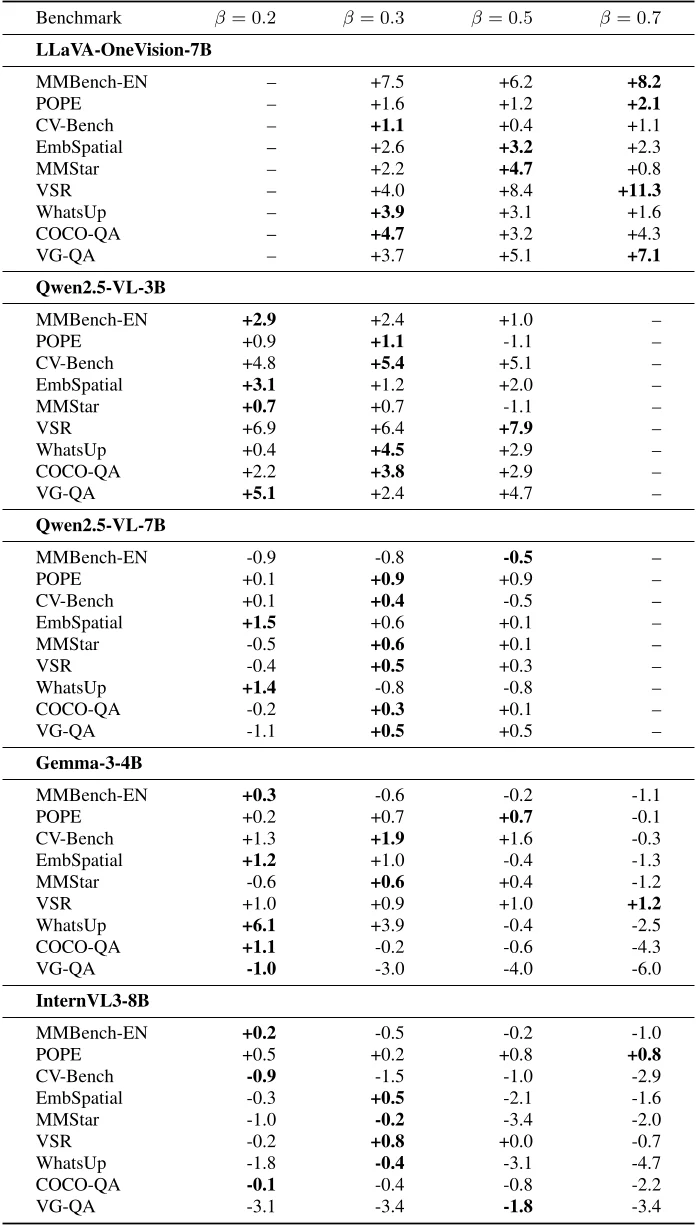 Benchmark β = 0.2 β = 0.3 β = 0.5 β = 0.7
LLaVA-OneVision-7B
MMBench-EN – +7.5 +6.2 +8.2
POPE – +1.6 +1.2 +2.1
CV-Bench – +1.1 +0.4 +1.1
EmbSpatial – +2.6 +3.2 +2.3
MMStar – +2.2 +4.7 +0.8
VSR – +4.0 +8.4 +11.3
WhatsUp – +3.9 +3.1 +1.6
COCO-QA – +4.7 +3.2 +4.3
VG-QA – +3.7 +5.1 +7.1
Qwen2.5-VL-3B
MMBench-EN +2.9 +2.4 +1.0 –
POPE +0.9 +1.1 -1.1 –
CV-Bench +4.8 +5.4 +5.1 –
EmbSpatial +3.1 +1.2 +2.0 –
MMStar +0.7 +0.7 -1.1 –
VSR +6.9 +6.4 +7.9 –
WhatsUp +0.4 +4.5 +2.9 –
COCO-QA +2.2 +3.8 +2.9 –
VG-QA +5.1 +2.4 +4.7 –
Qwen2.5-VL-7B
MMBench-EN -0.9 -0.8 -0.5 –
POPE +0.1 +0.9 +0.9 –
CV-Bench +0.1 +0.4 -0.5 –
EmbSpatial +1.5 +0.6 +0.1 –
MMStar -0.5 +0.6 +0.1 –
VSR -0.4 +0.5 +0.3 –
WhatsUp +1.4 -0.8 -0.8 –
COCO-QA -0.2 +0.3 +0.1 –
VG-QA -1.1 +0.5 +0.5 –
Gemma-3-4B
MMBench-EN +0.3 -0.6 -0.2 -1.1
POPE +0.2 +0.7 +0.7 -0.1
CV-Bench +1.3 +1.9 +1.6 -0.3
EmbSpatial +1.2 +1.0 -0.4 -1.3
MMStar -0.6 +0.6 +0.4 -1.2
VSR +1.0 +0.9 +1.0 +1.2
WhatsUp +6.1 +3.9 -0.4 -2.5
COCO-QA +1.1 -0.2 -0.6 -4.3
VG-QA -1.0 -3.0 -4.0 -6.0
InternVL3-8B
MMBench-EN +0.2 -0.5 -0.2 -1.0
POPE +0.5 +0.2 +0.8 +0.8
CV-Bench -0.9 -1.5 -1.0 -2.9
EmbSpatial -0.3 +0.5 -2.1 -1.6
MMStar -1.0 -0.2 -3.4 -2.0
VSR -0.2 +0.8 +0.0 -0.7
WhatsUp -1.8 -0.4 -3.1 -4.7
COCO-QA -0.1 -0.4 -0.8 -2.2
VG-QA -3.1 -3.4 -1.8 -3.4